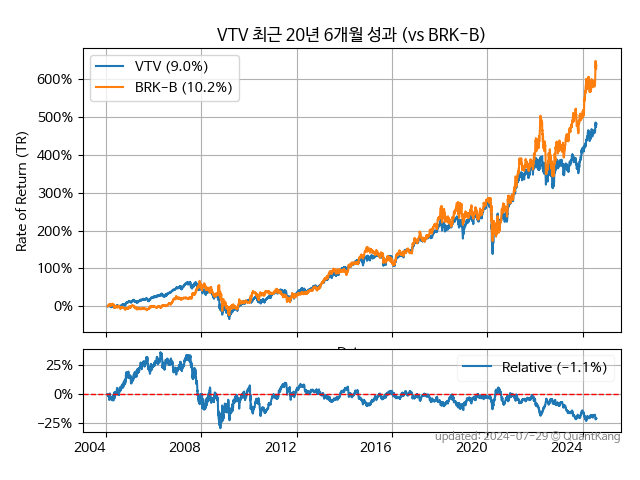 VTV 최근 20년 6개월 성과 (vs BRK-B)
VTV (9.0%)
BRK-B (10.2%)
Rate of Return (TR)
600%
500%
400%
300%
200%
100%
0%
Relative (−1.1%)
25%
0%
−25%
2004 2008 2012 2016 2020 2024
updated: 2024-07-29 © QuantKang